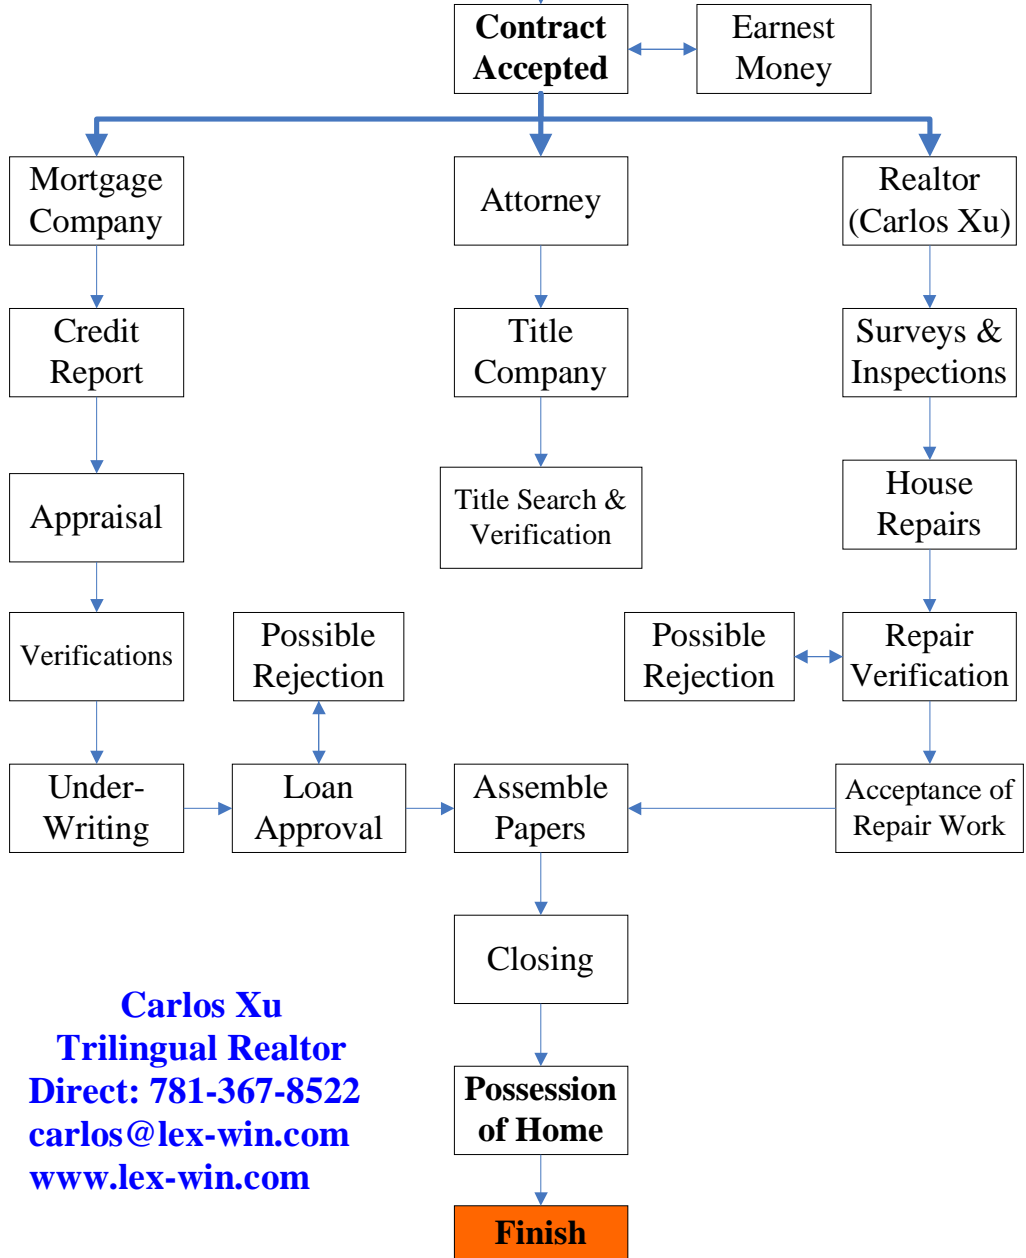 Contract
Accepted
Earnest
Money
Mortgage
Company
Attorney
Realtor
(Carlos Xu)
Credit
Report
Title
Company
Surveys &
Inspections
Appraisal
Title Search &
Verification
House
Repairs
Verifications
Possible
Rejection
Possible
Rejection
Repair
Verification
Under-
Writing
Loan
Approval
Assemble
Papers
Acceptance of
Repair Work
Closing
Carlos Xu
Trilingual Realtor
Direct: 781-367-8522
carlos@lex-win.com
www.lex-win.com
Possession
of Home
Finish